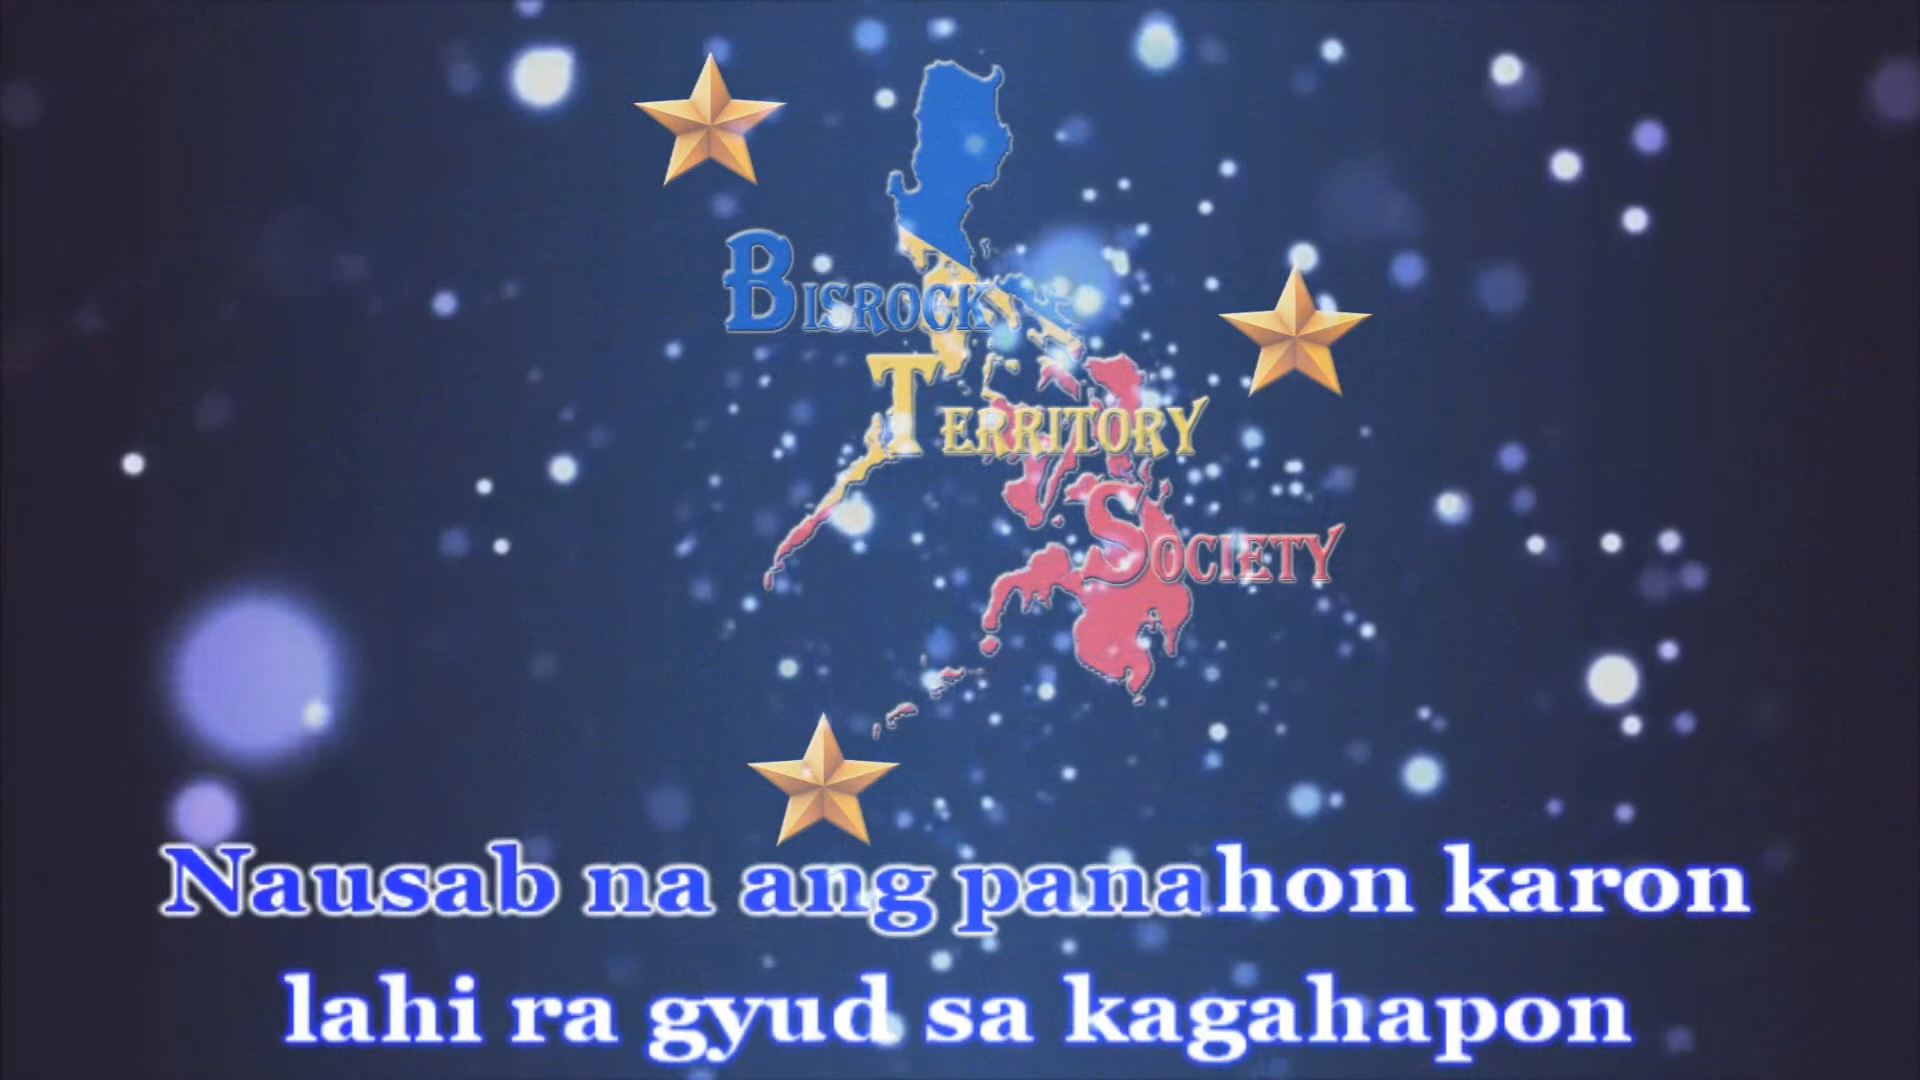 BISROCK
TERRITORY
SOCIETY
Nausab na ang panahon karon
lahi ra gyud sa kagahapon